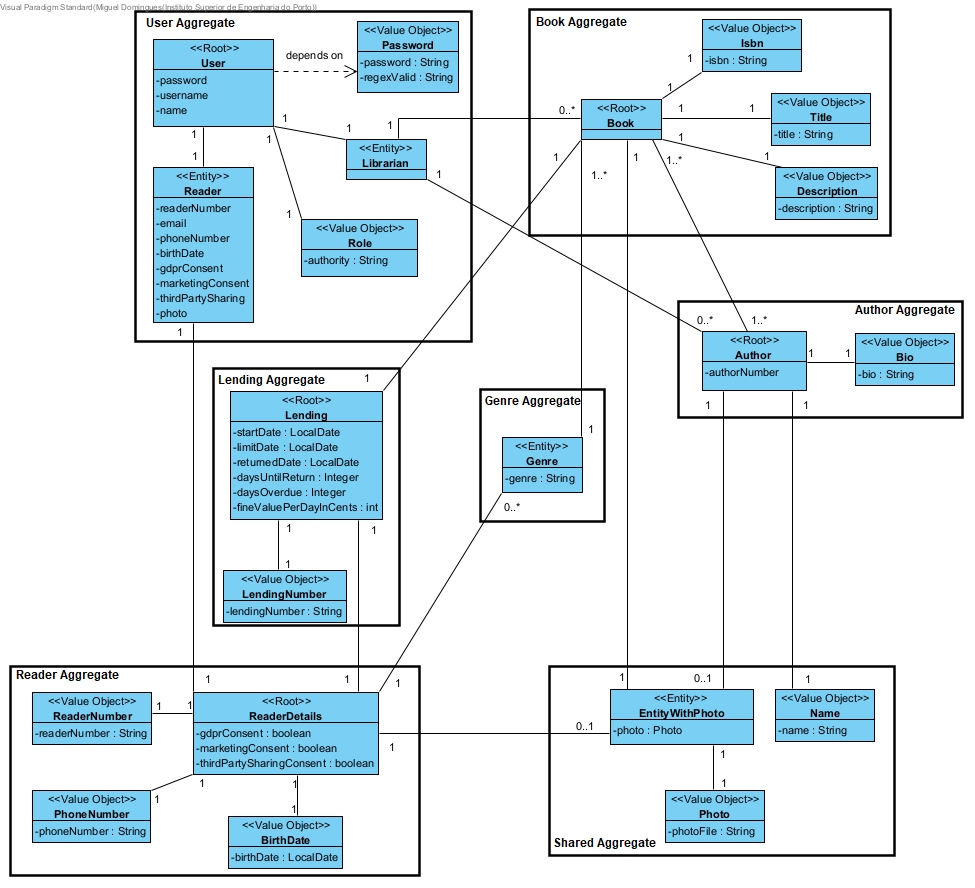 Visual Paradigm Standard(Miguel Domingues(Instituto Superior de Engenharia do Porto))
User Aggregate
<<Root>>
User
-password
-username
-name
depends on
<<Value Object>>
Password
-password : String
-regexValid : String
1
1
1
1
1
1
<<Entity>>
Librarian
1
1
<<Entity>>
Reader
-readerNumber
-email
-phoneNumber
-birthDate
-gdprConsent
-marketingConsent
-thirdPartySharing
-photo
1
<<Value Object>>
Role
-authority : String
Book Aggregate
<<Value Object>>
Isbn
-isbn : String
1
1
0..*
<<Root>>
Book
1
1
<<Value Object>>
Title
-title : String
1
1
<<Value Object>>
Description
-description : String
1
1..*
1
1..*
Author Aggregate
0..*
1..*
<<Root>>
Author
-authorNumber
1
1
<<Value Object>>
Bio
-bio : String
1
1
Lending Aggregate
1
<<Root>>
Lending
-startDate : LocalDate
-limitDate : LocalDate
-returnedDate : LocalDate
-daysUntilReturn : Integer
-daysOverdue : Integer
-fineValuePerDayInCents : int
1
1
1
<<Value Object>>
LendingNumber
-lendingNumber : String
Genre Aggregate
1
<<Entity>>
Genre
-genre : String
0..*
Reader Aggregate
1
1
1
<<Value Object>>
ReaderNumber
-readerNumber : String
1
1
<<Root>>
ReaderDetails
-gdprConsent : boolean
-marketingConsent : boolean
-thirdPartySharingConsent : boolean
1
1
1
<<Value Object>>
PhoneNumber
-phoneNumber : String
1
1
<<Value Object>>
BirthDate
-birthDate : LocalDate
0..1
1
0..1
1
<<Entity>>
EntityWithPhoto
-photo : Photo
<<Value Object>>
Name
-name : String
1
1
<<Value Object>>
Photo
-photoFile : String
Shared Aggregate